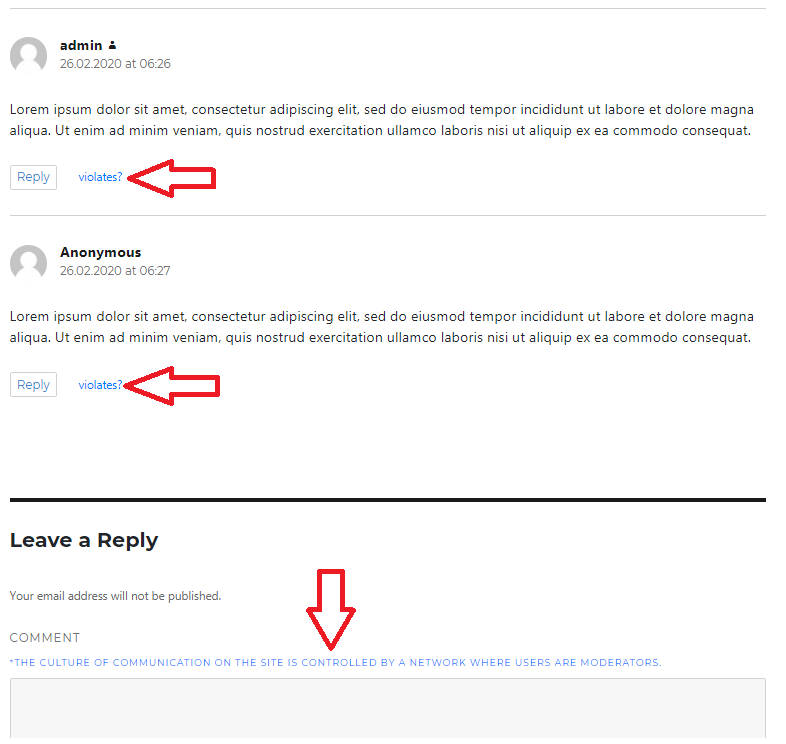 admin
26.02.2020 at 06:26
Lorem ipsum dolor sit amet, consectetur adipiscing elit, sed do eiusmod tempor incididunt ut labore et dolore magna
aliqua. Ut enim ad minim veniam, quis nostrud exercitation ullamco laboris nisi ut aliquip ex ea commodo consequat.
Reply violates?
Anonymous
26.02.2020 at 06:27
Lorem ipsum dolor sit amet, consectetur adipiscing elit, sed do eiusmod tempor incididunt ut labore et dolore magna
aliqua. Ut enim ad minim veniam, quis nostrud exercitation ullamco laboris nisi ut aliquip ex ea commodo consequat.
Reply violates?
Leave a Reply
Your email address will not be published.
COMMENT
*THE CULTURE OF COMMUNICATION ON THE SITE IS CONTROLLED BY A NETWORK WHERE USERS ARE MODERATORS.